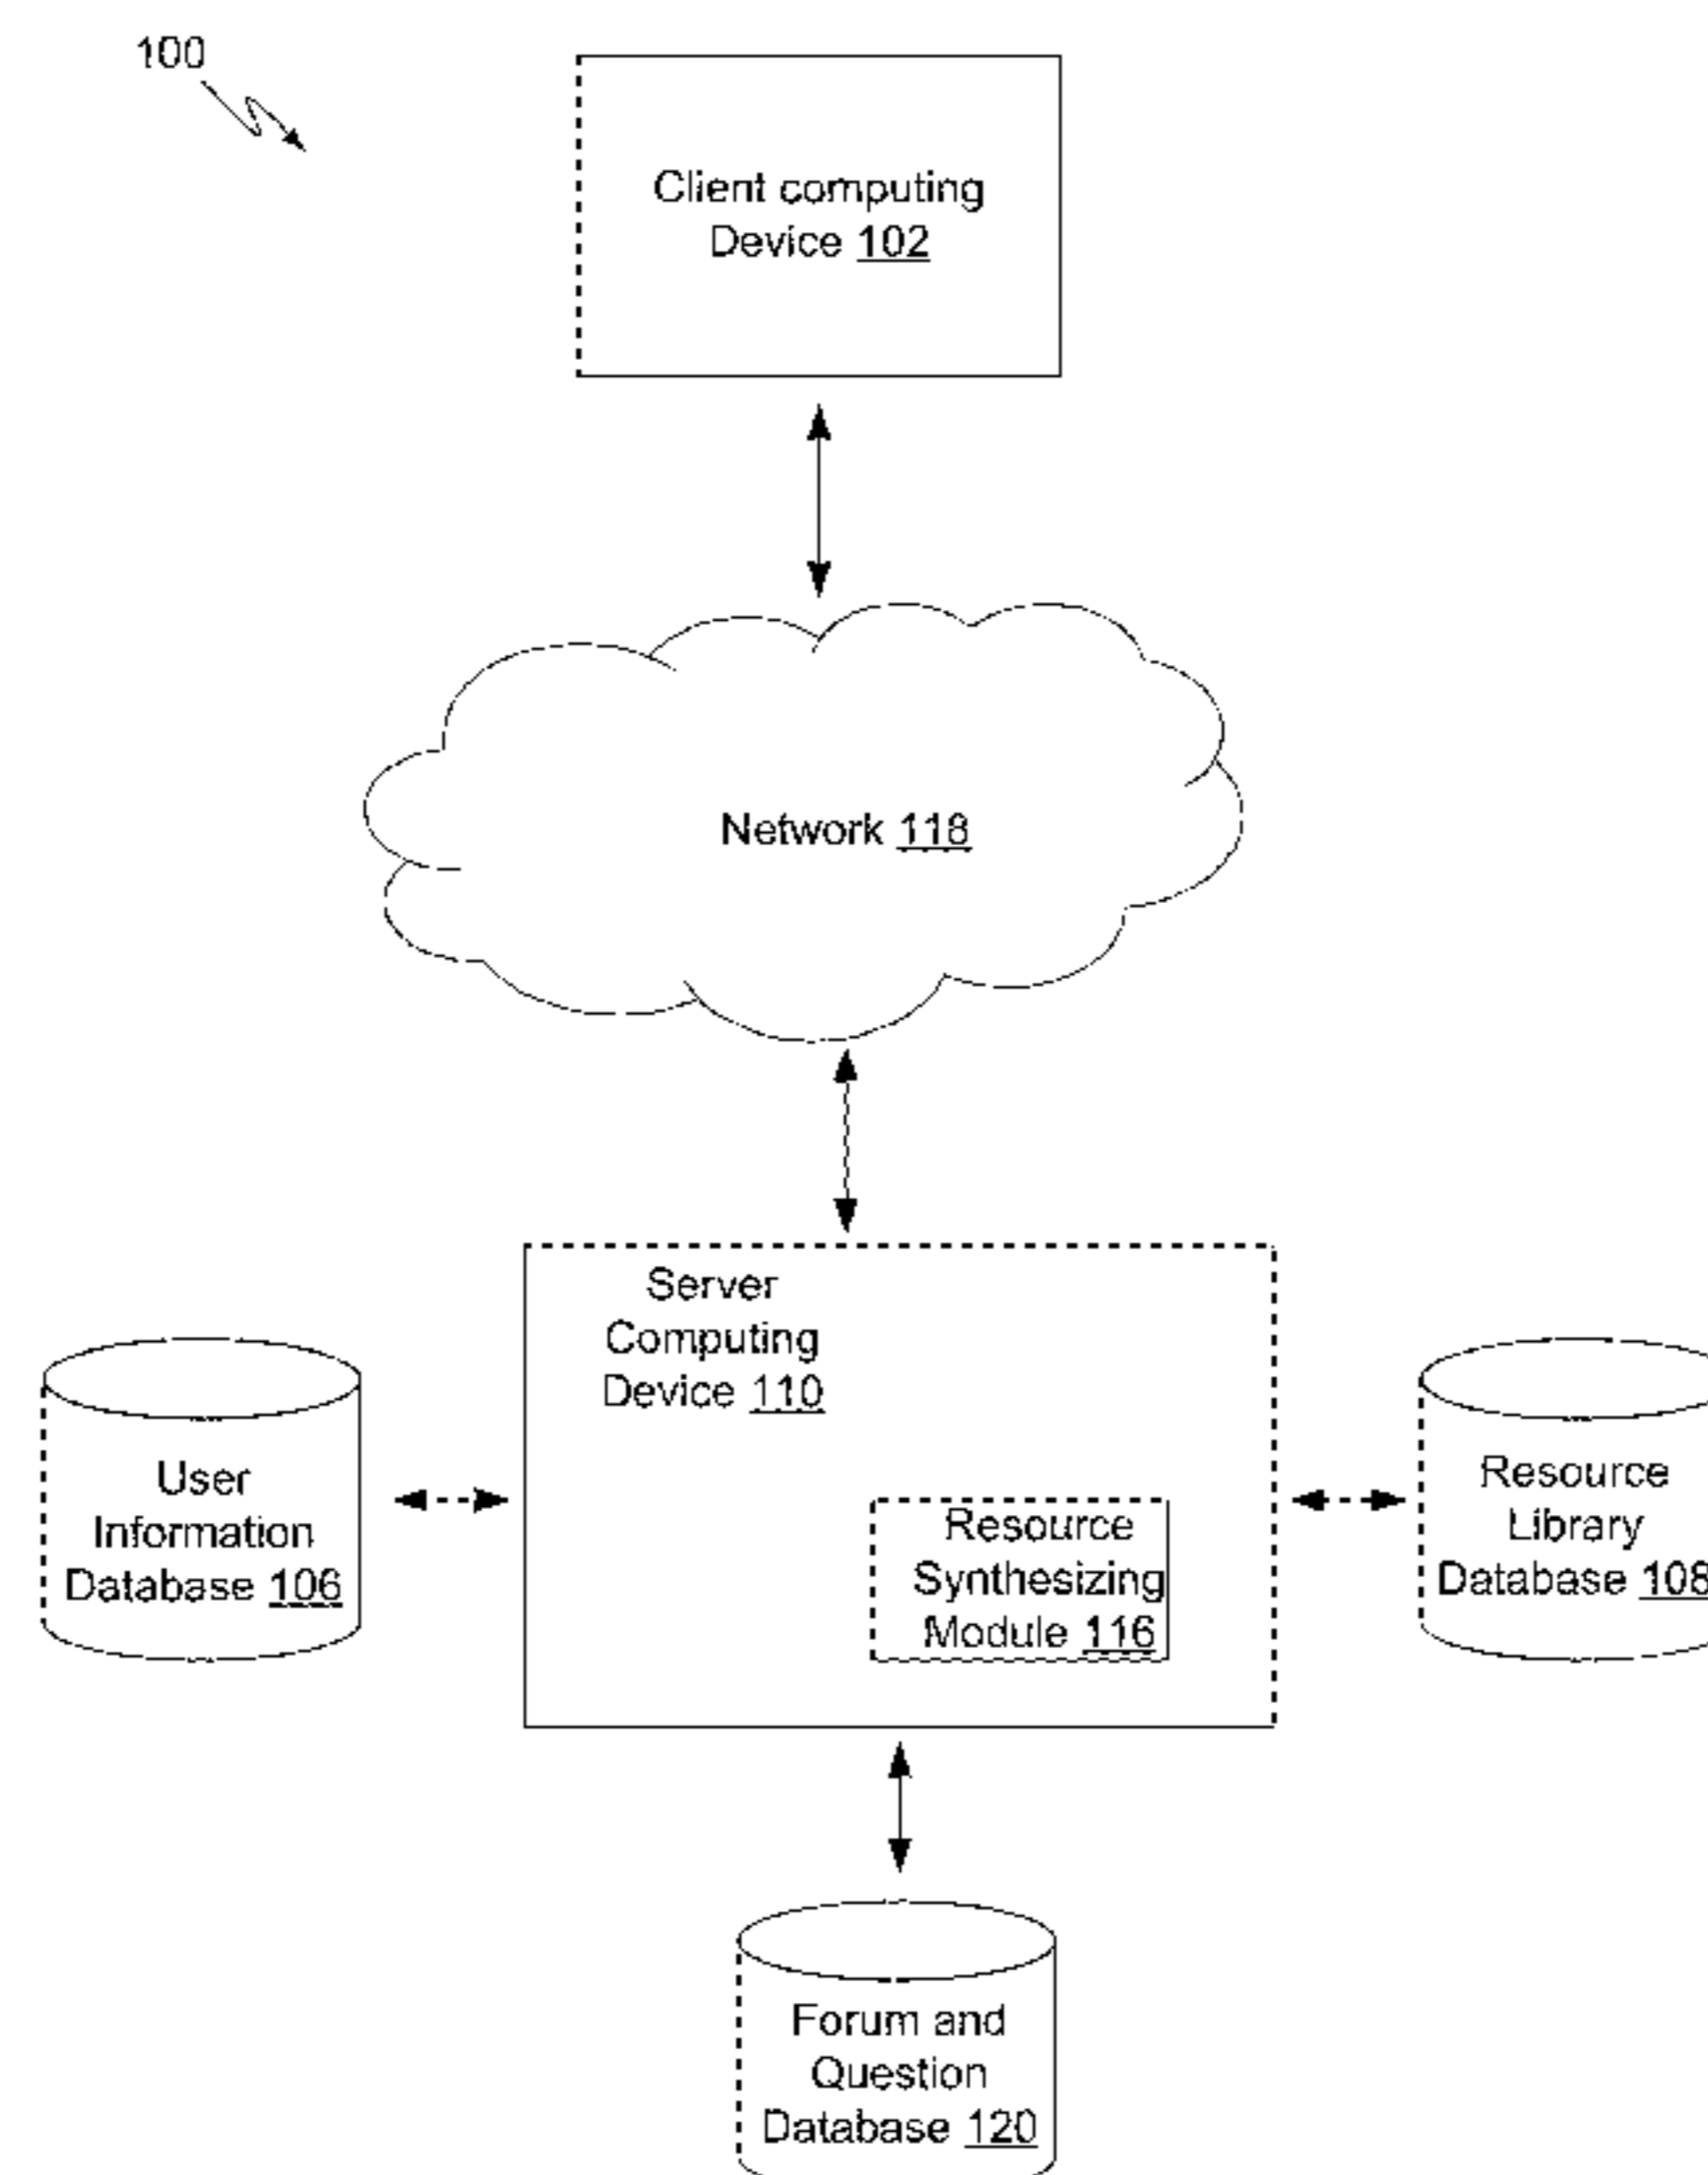 100
Client computing
Device 102
Network 118
Server
Computing
Device 110
User
Information
Database 106
Resource
Synthesizing
Module 116
Resource
Library
Database 108
Forum and
Question
Database 120